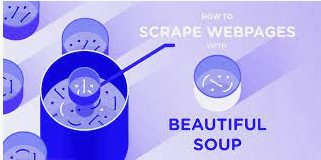 HOW TO
SCRAPE WEBPAGES
WITH
BEAUTIFUL
SOUP